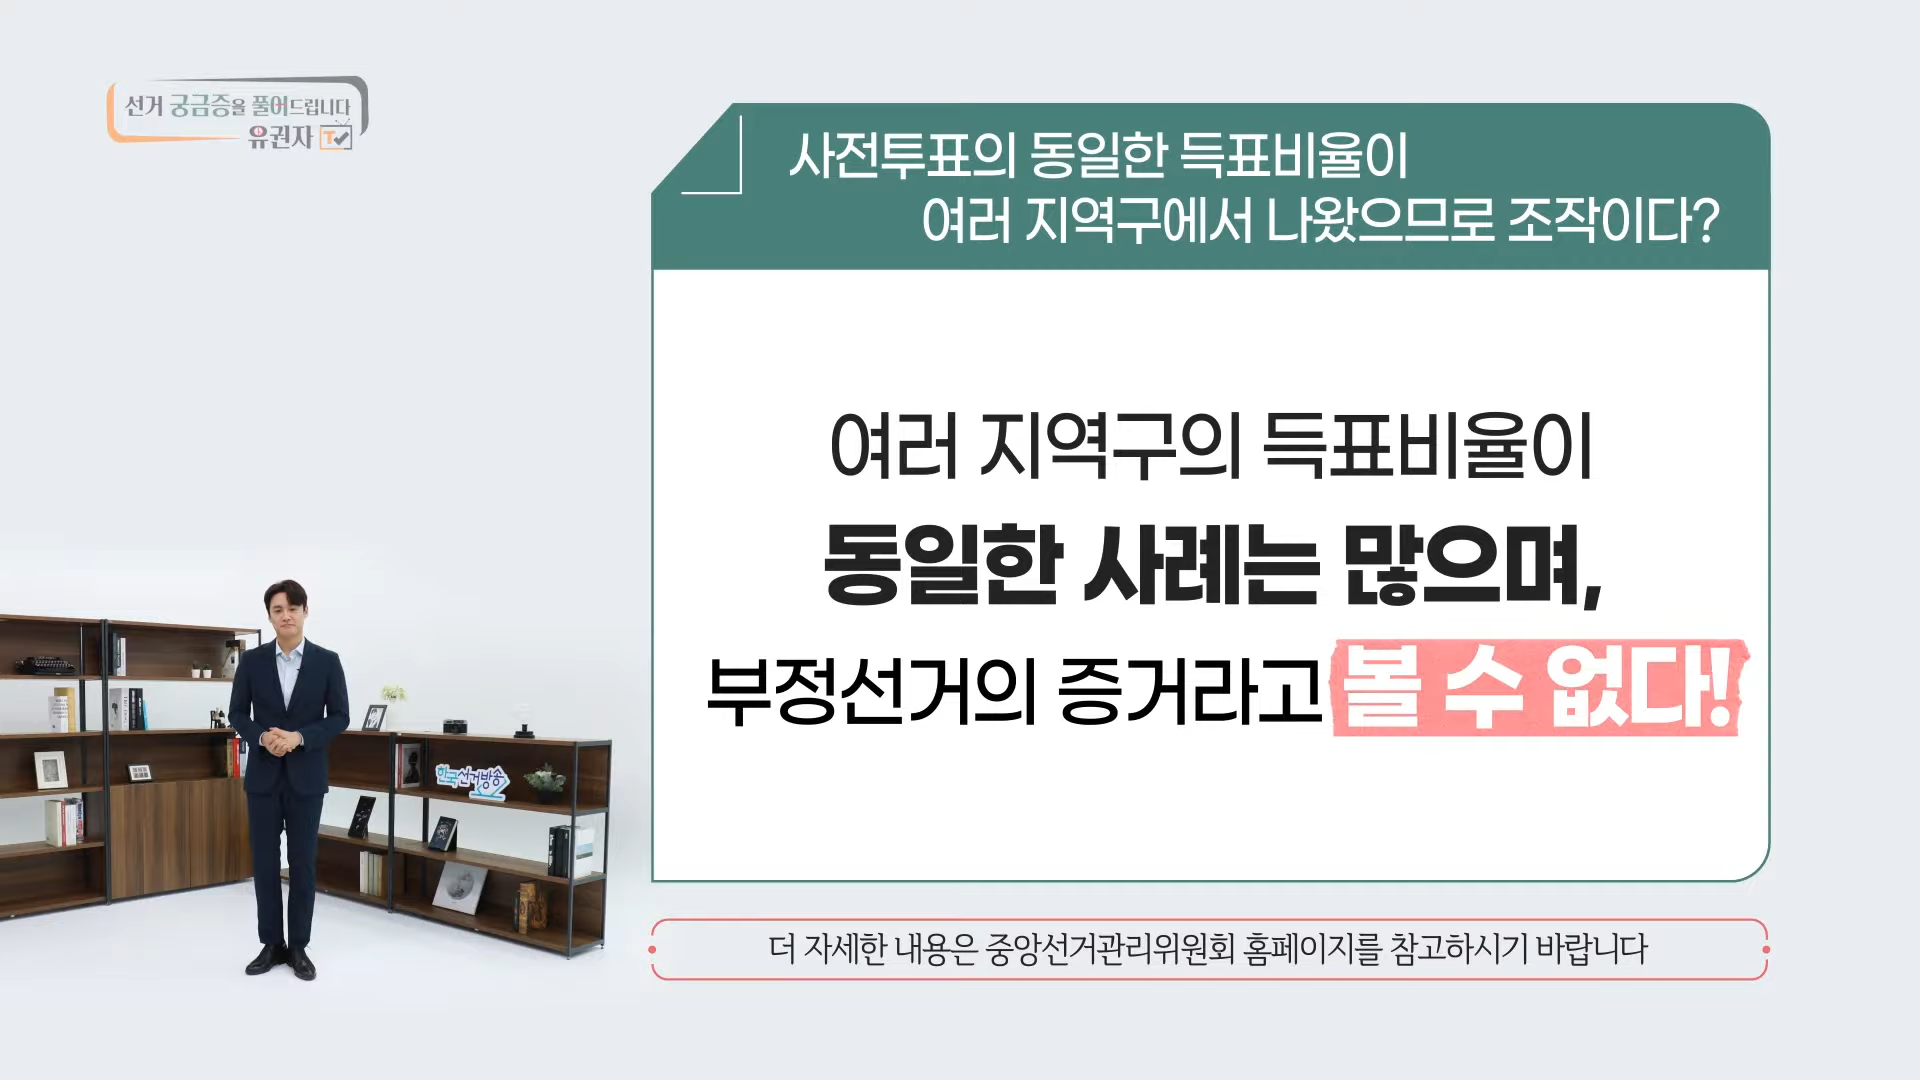 선거 궁금증을 풀어드립니다
유권자
사전투표의 동일한 득표비율이
여러 지역구에서 나왔으므로 조작이다?
여러 지역구의 득표비율이
동일한 사례는 많으며,
부정선거의 증거라고 볼 수 없다!
한국선거방송
더 자세한 내용은 중앙선거관리위원회 홈페이지를 참고하시기 바랍니다